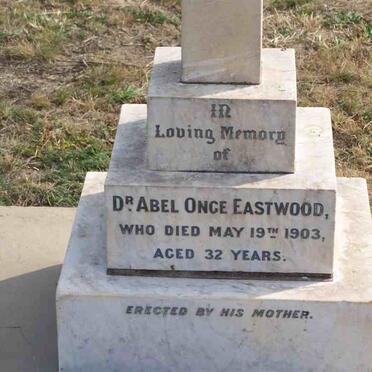 IN
Loving Memory
of
DR ABEL ONGE EASTWOOD,
WHO DIED MAY 19TH 1903,
AGED 32 YEARS.
ERECTED BY HIS MOTHER.